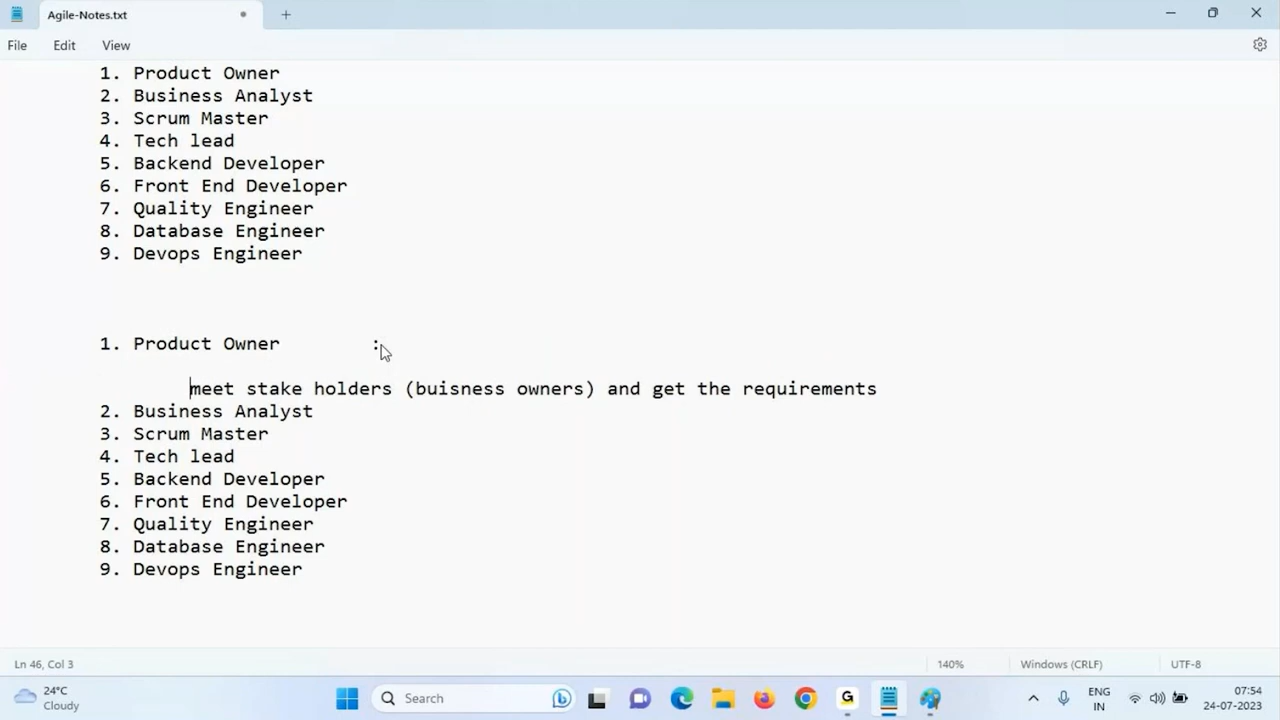 Agile-Notes.txt
File Edit View
1. Product Owner
2. Business Analyst
3. Scrum Master
4. Tech lead
5. Backend Developer
6. Front End Developer
7. Quality Engineer
8. Database Engineer
9. Devops Engineer
1. Product Owner :
meet stake holders (buisness owners) and get the requirements
2. Business Analyst
3. Scrum Master
4. Tech lead
5. Backend Developer
6. Front End Developer
7. Quality Engineer
8. Database Engineer
9. Devops Engineer
Ln 46, Col 3 140% Windows (CRLF) UTF-8
24°C
Cloudy
Search
ENG
IN
07:54
24-07-2023